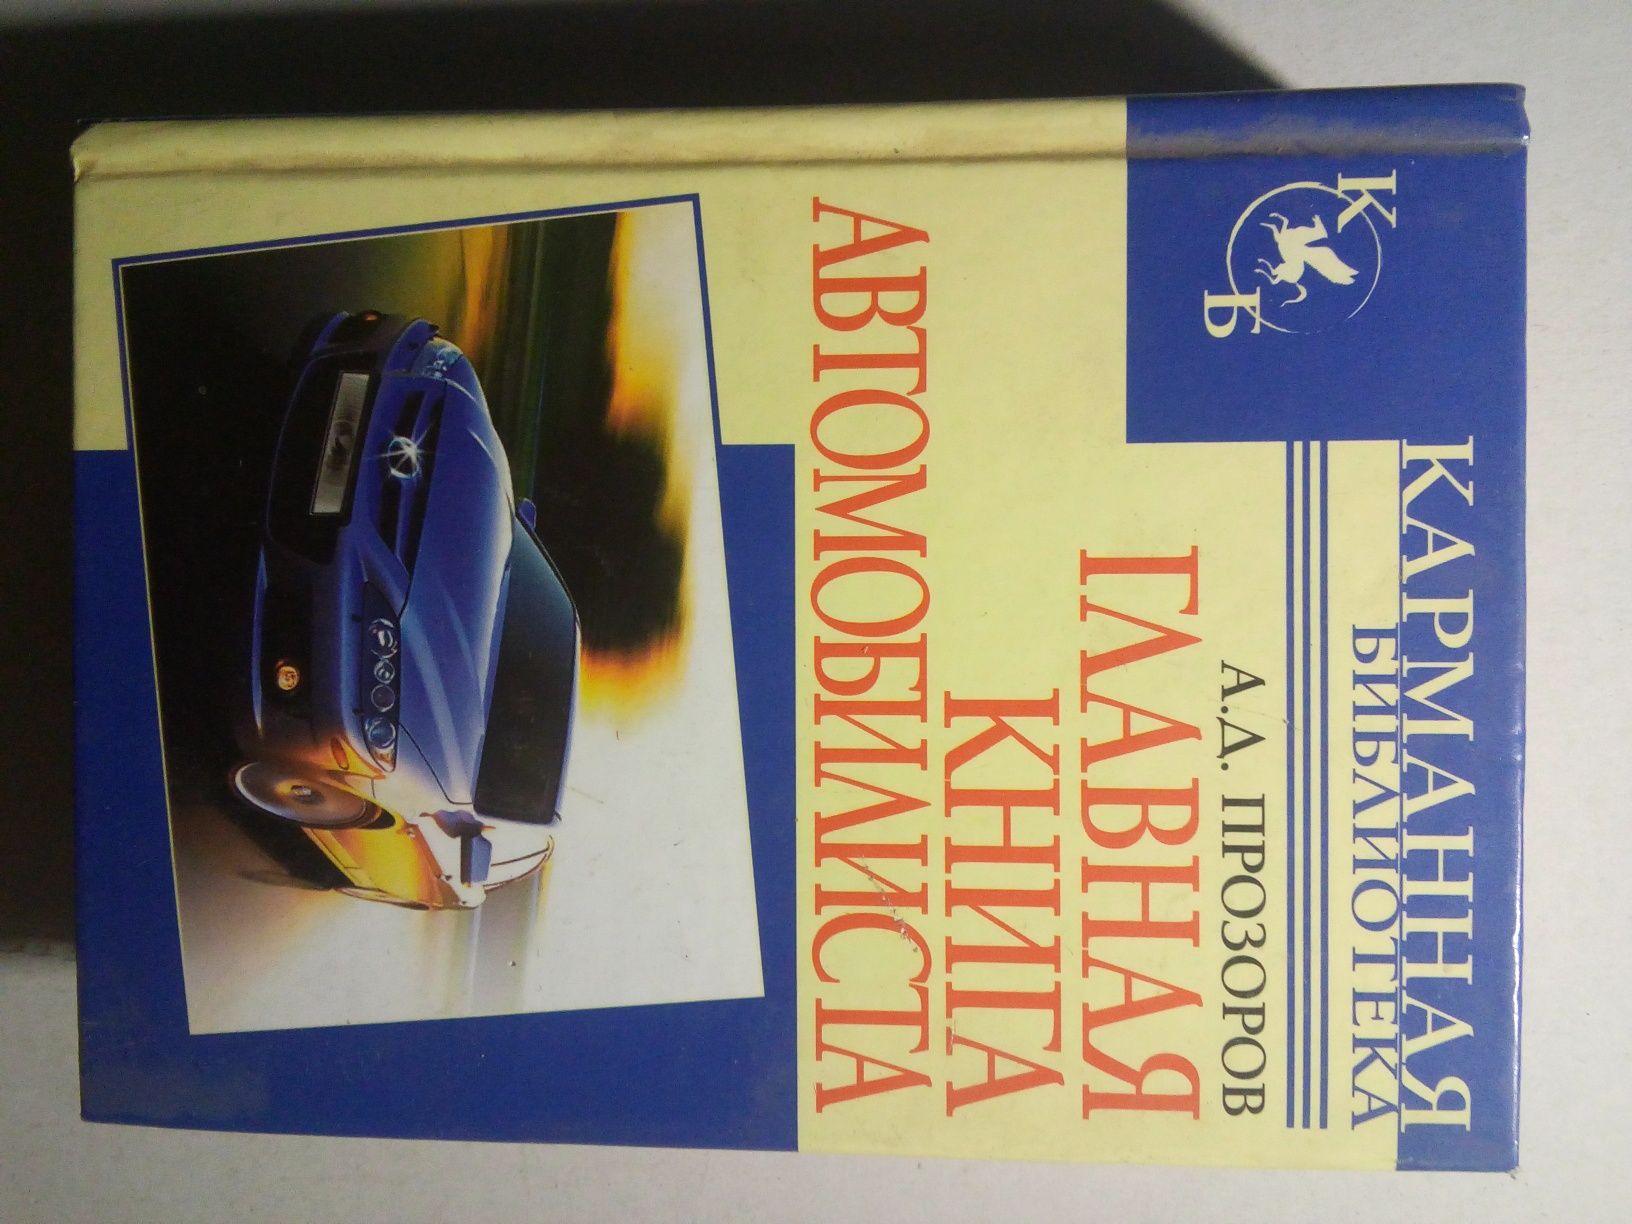 КАРМАННАЯ
БИБЛИОТЕКА
К Б
А.Д. ПРОЗОРОВ
ГЛАВНАЯ
КНИГА
АВТОМОБИЛИСТА